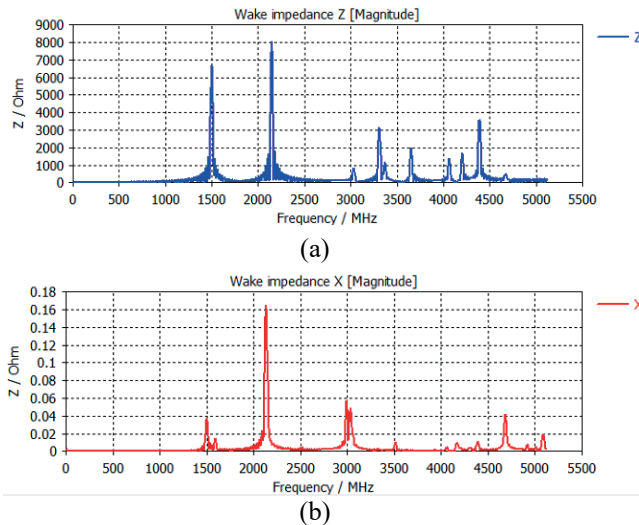 Wake impedance Z [Magnitude]
9000
8000
7000
6000
5000
4000
3000
2000
1000
0
Z / Ohm
Z
0 500 1000 1500 2000 2500 3000 3500 4000 4500 5000 5500
Frequency / MHz
(a)
Wake impedance X [Magnitude]
0.18
0.16
0.14
0.12
0.1
0.08
0.06
0.04
0.02
0
Z / Ohm
X
0 500 1000 1500 2000 2500 3000 3500 4000 4500 5000 5500
Frequency / MHz
(b)